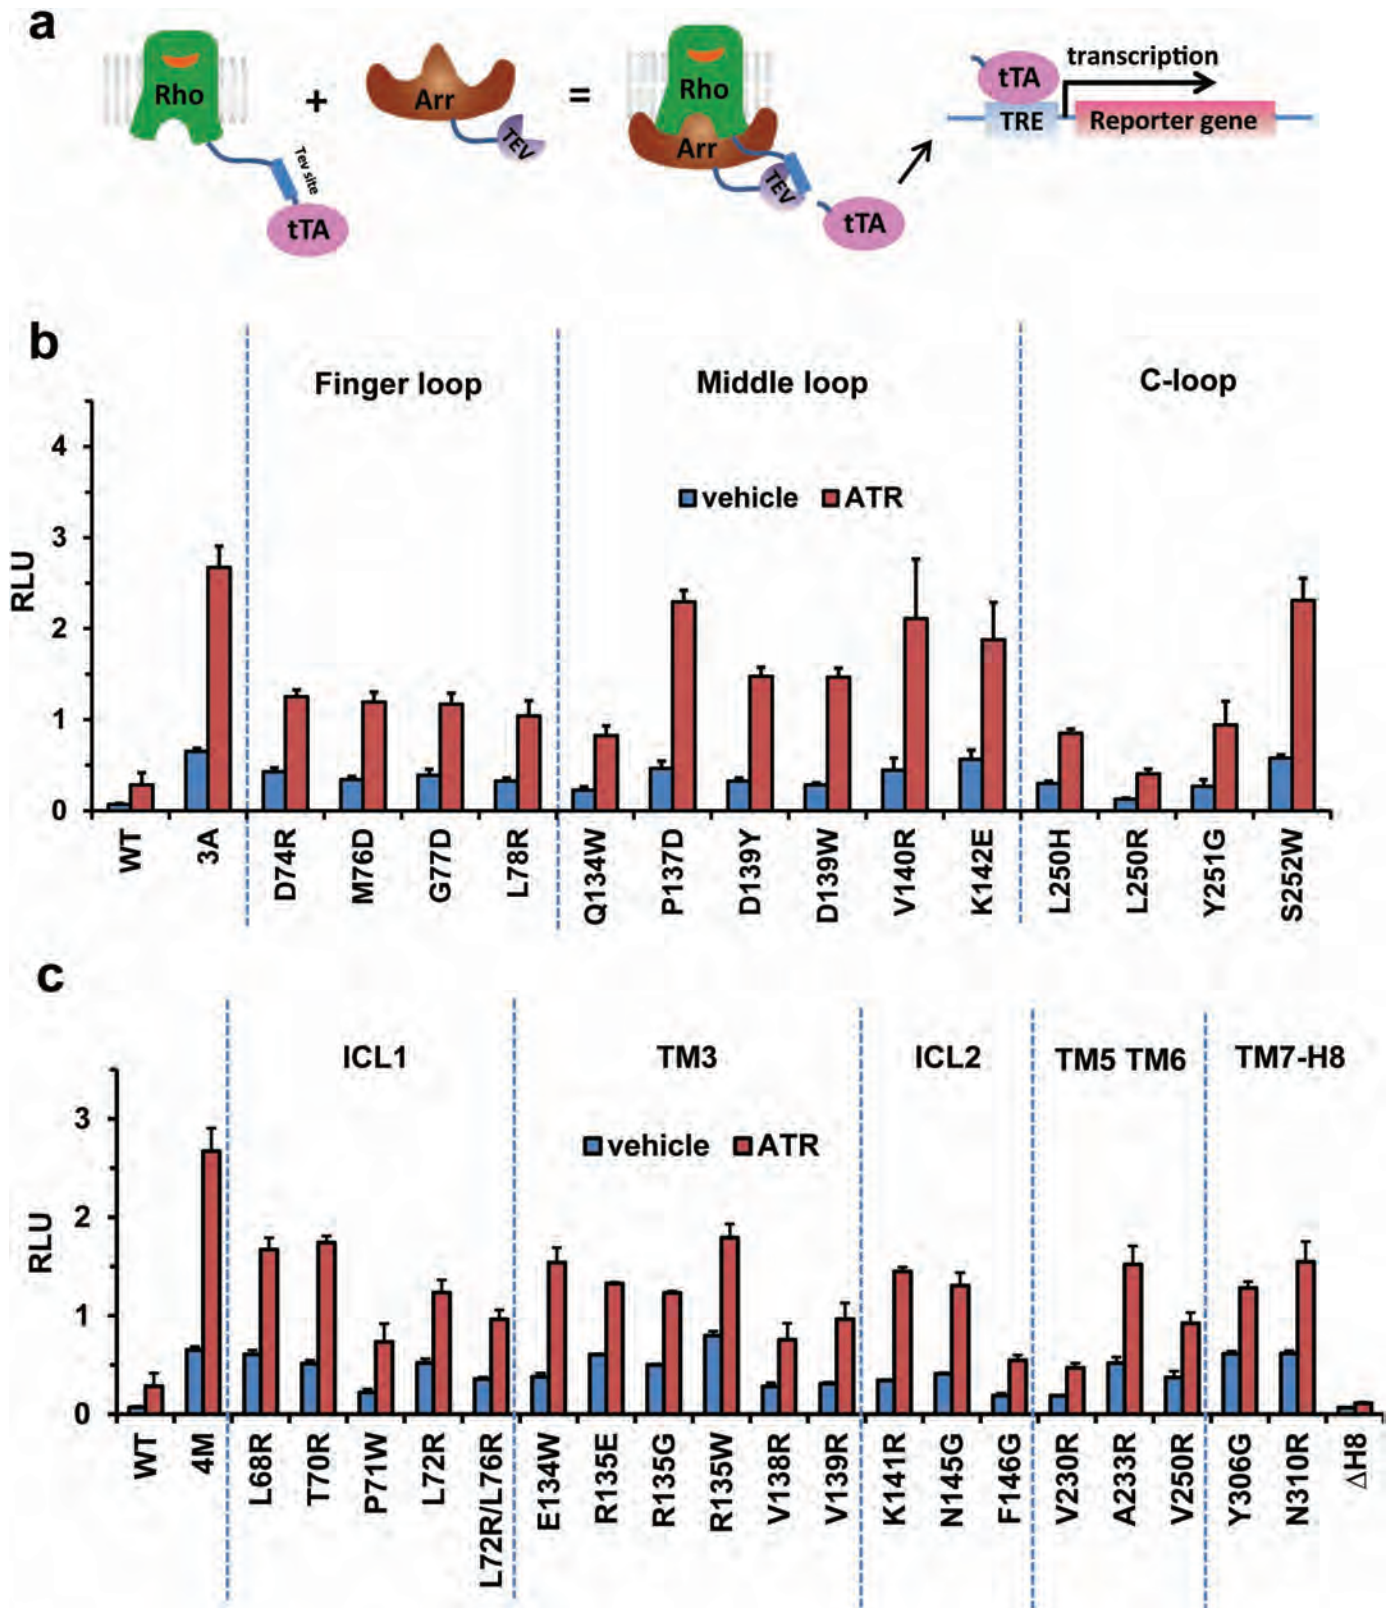 a
Rho
+
Arr
TEV
Tev site
tTA
=
Rho
Arr
TEV
tTA
tTA
transcription
TRE
Reporter gene
b
Finger loop
Middle loop
C-loop
vehicle
ATR
RLU
4
3
2
1
0
WT
3A
D74R
M76D
G77D
L78R
Q134W
P137D
D139Y
D139W
V140R
K142E
L250H
L250R
Y251G
S252W
c
ICL1
TM3
ICL2
TM5 TM6
TM7-H8
vehicle
ATR
RLU
3
2
1
0
WT
4M
L68R
T70R
P71W
L72R
L72R/L76R
E134W
R135E
R135G
R135W
V138R
V139R
K141R
N145G
F146G
V230R
A233R
V250R
Y306G
N310R
△H8